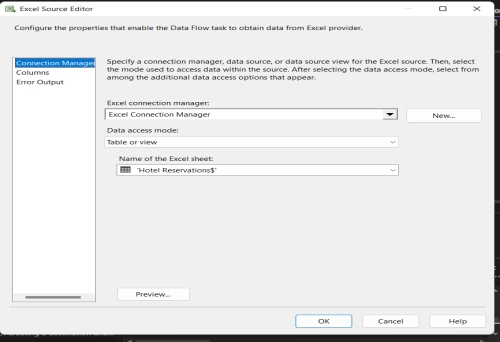 Excel Source Editor
Configure the properties that enable the Data Flow task to obtain data from Excel provider.
Connection Manager
Columns
Error Output
Specify a connection manager, data source, or data source view for the Excel source. Then, select
the mode used to access data within the source. After selecting the data access mode, select from
among the additional data access options that appear.
Excel connection manager:
Excel Connection Manager
New...
Data access mode:
Table or view
Name of the Excel sheet:
'Hotel Reservations$'
Preview...
OK
Cancel
Help